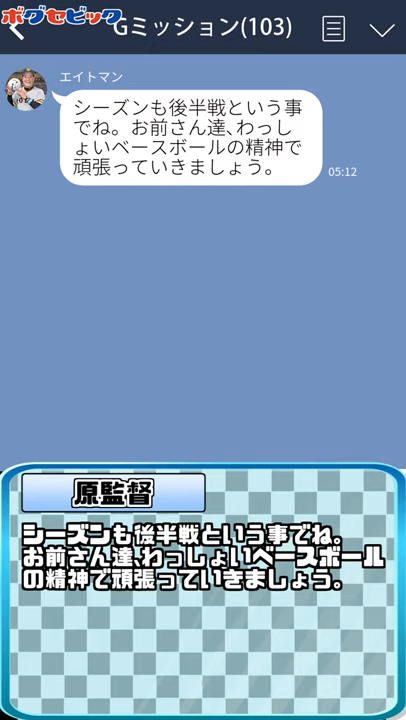 ボクセビック
Gミッション(103)
エイトマン
シーズンも後半戦という事
でね。お前さん達、わっし
ょいベースボールの精神で
頑張っていきましょう。
05:12
原監督
シーズンも後半戦という事でね。
お前さん達、わっしょいベースボール
の精神で頑張っていきましょう。